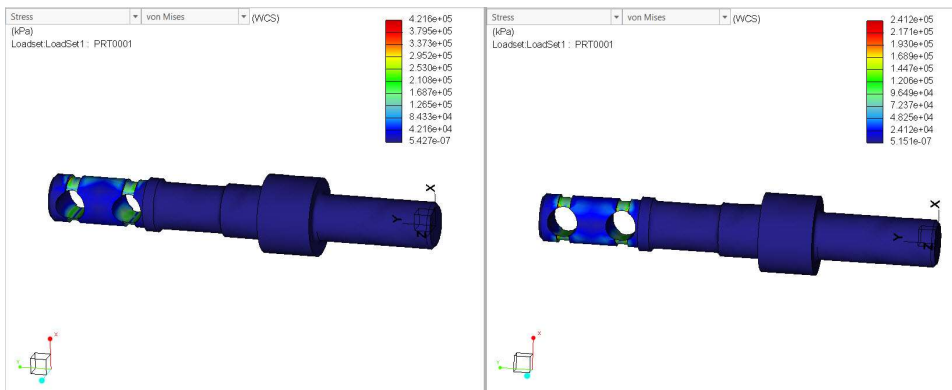 Stress von Mises (WCS)
(kPa)
Loadset:LoadSet1 : PRT0001
4.216e+05
3.795e+05
3.373e+05
2.952e+05
2.530e+05
2.108e+05
1.687e+05
1.265e+05
8.433e+04
4.216e+04
5.427e-07
X
Y
Z
X
Y
Stress von Mises (WCS)
(kPa)
Loadset:LoadSet1 : PRT0001
2.412e+05
2.171e+05
1.930e+05
1.689e+05
1.447e+05
1.206e+05
9.649e+04
7.237e+04
4.825e+04
2.412e+04
5.151e-07
X
Y
Z
X
Y